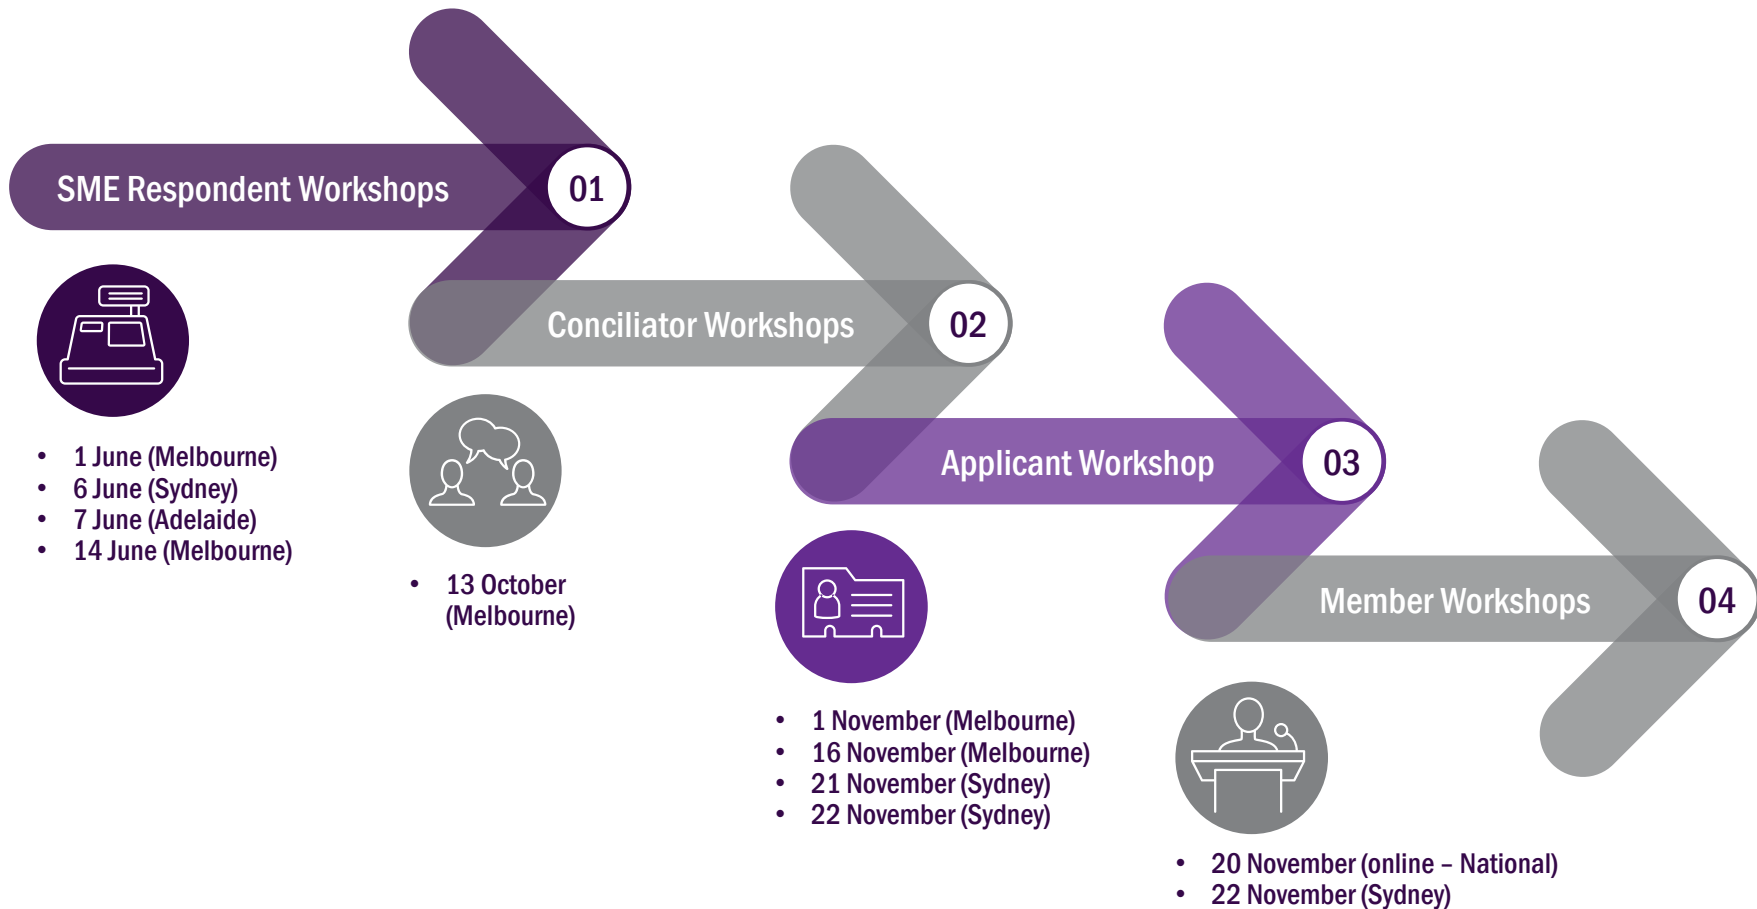 SME Respondent Workshops
01
• 1 June (Melbourne)
• 6 June (Sydney)
• 7 June (Adelaide)
• 14 June (Melbourne)
Conciliator Workshops
02
• 13 October
(Melbourne)
Applicant Workshop
03
• 1 November (Melbourne)
• 16 November (Melbourne)
• 21 November (Sydney)
• 22 November (Sydney)
Member Workshops
04
• 20 November (online – National)
• 22 November (Sydney)